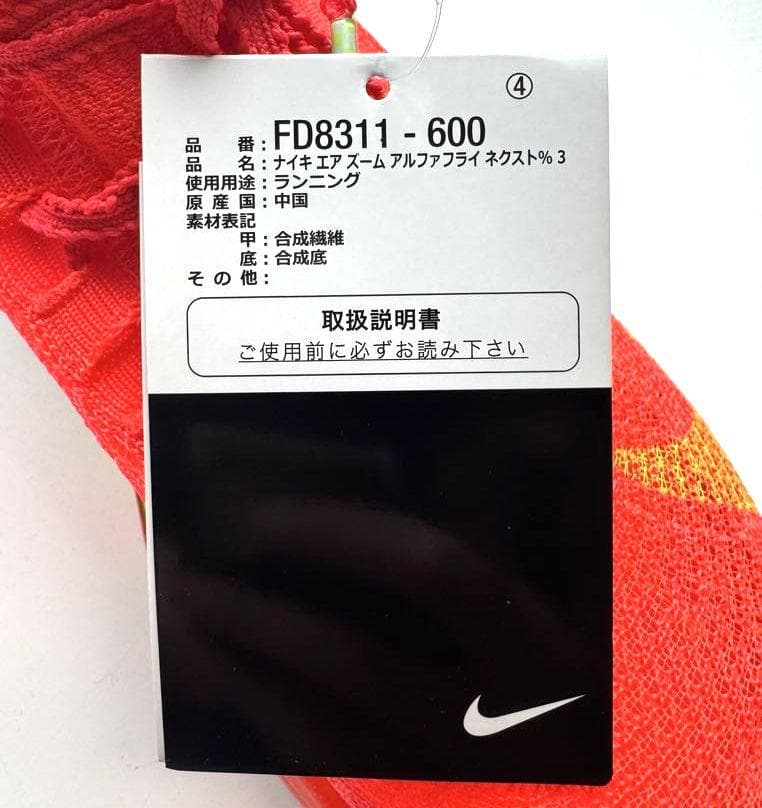 ④
品 番：FD8311 - 600
品 名：ナイキ エア ズーム アルファフライ ネクスト% 3
使用用途：ランニング
原 産 国：中国
素材表記
甲：合成繊維
底：合成底
そ の 他：
取扱説明書
ご使用前に必ずお読み下さい